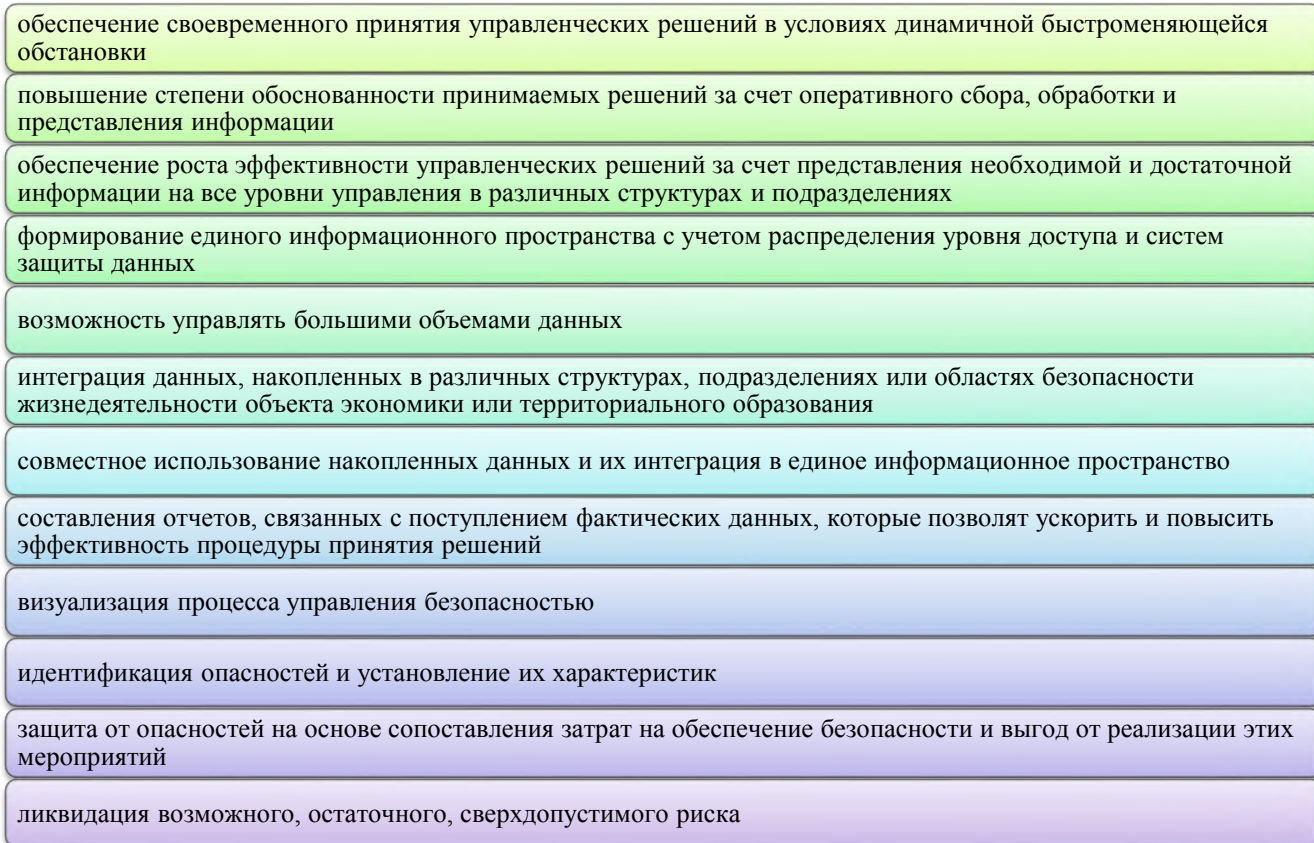 обеспечение своевременного принятия управленческих решений в условиях динамичной быстроменяющейся
обстановки
повышение степени обоснованности принимаемых решений за счет оперативного сбора, обработки и
представления информации
обеспечение роста эффективности управленческих решений за счет представления необходимой и достаточной
информации на все уровни управления в различных структурах и подразделениях
формирование единого информационного пространства с учетом распределения уровня доступа и систем
защиты данных
возможность управлять большими объемами данных
интеграция данных, накопленных в различных структурах, подразделениях или областях безопасности
жизнедеятельности объекта экономики или территориального образования
совместное использование накопленных данных и их интеграция в единое информационное пространство
составления отчетов, связанных с поступлением фактических данных, которые позволят ускорить и повысить
эффективность процедуры принятия решений
визуализация процесса управления безопасностью
идентификация опасностей и установление их характеристик
защита от опасностей на основе сопоставления затрат на обеспечение безопасности и выгод от реализации этих
мероприятий
ликвидация возможного, остаточного, сверхдопустимого риска